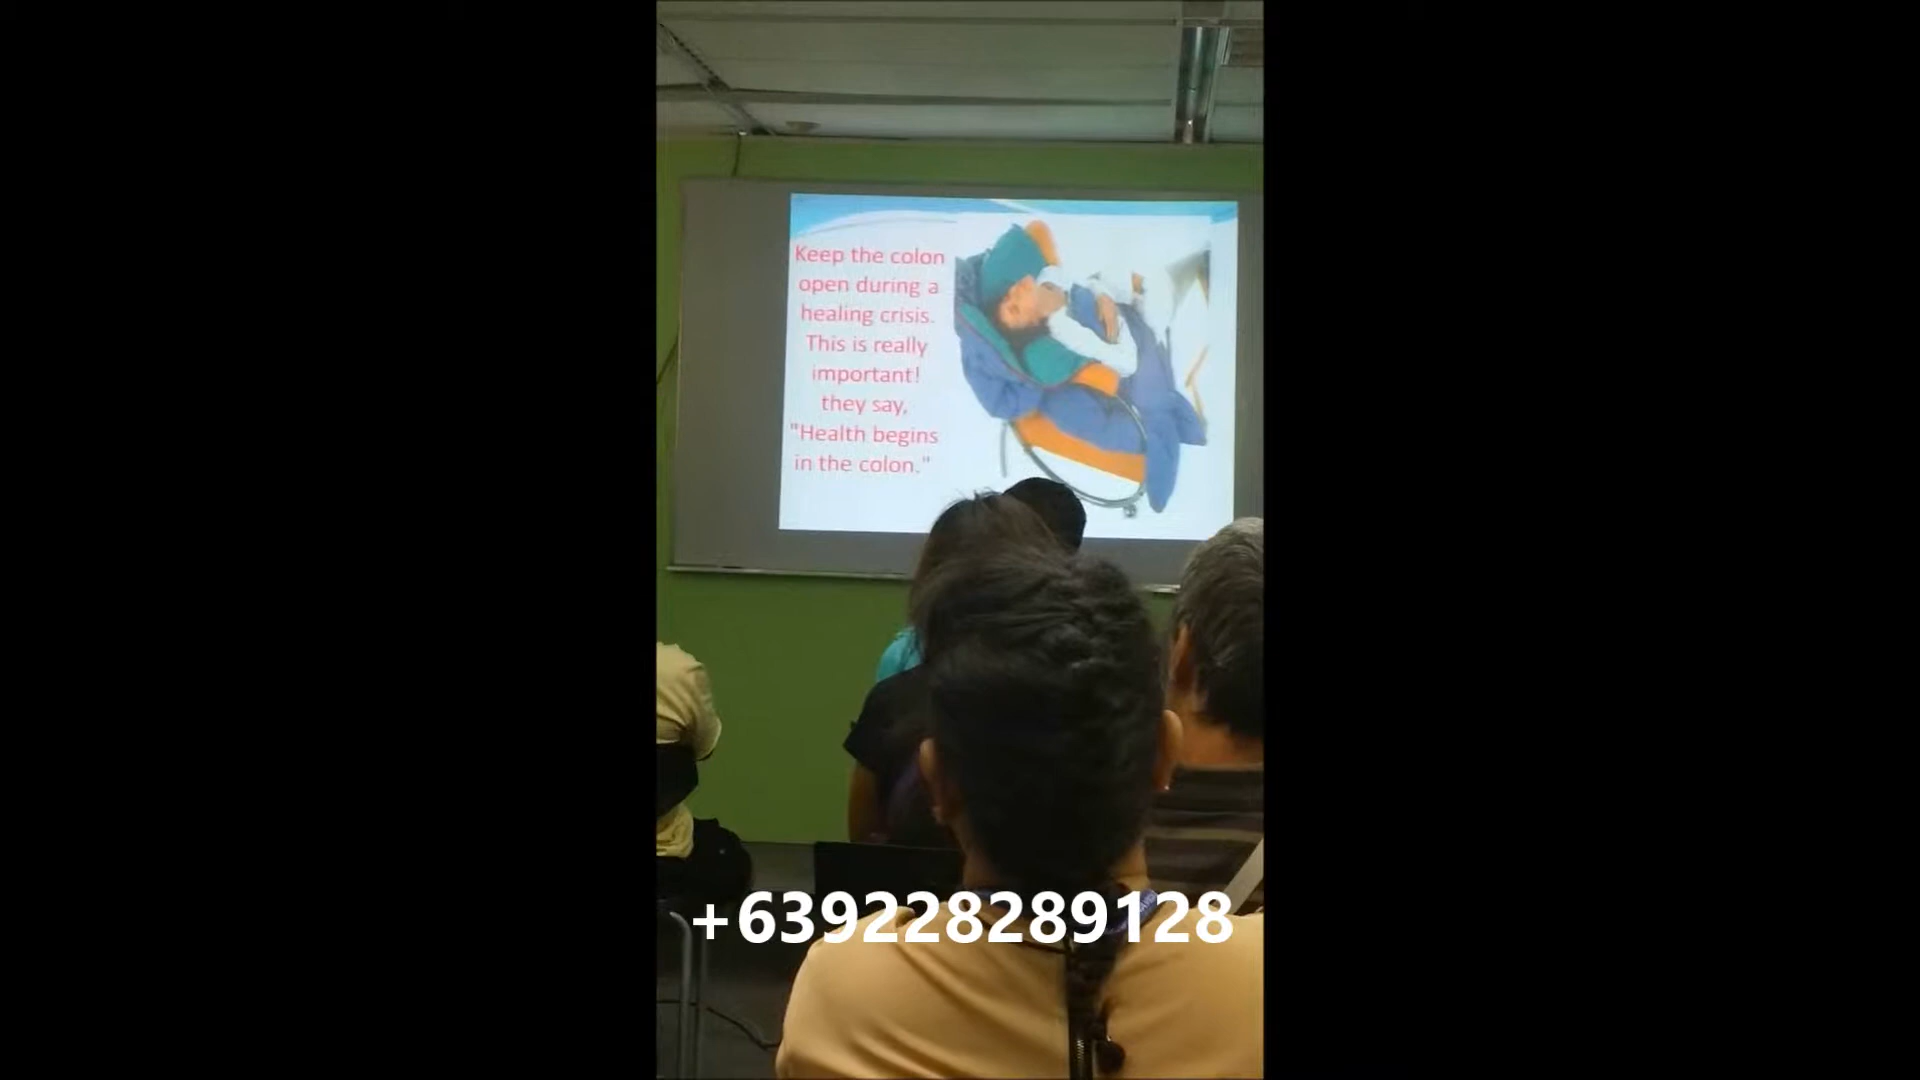 Keep the colon
open during a
healing crisis.
This is really
important!
they say,
"Health begins
in the colon."
+639228289128